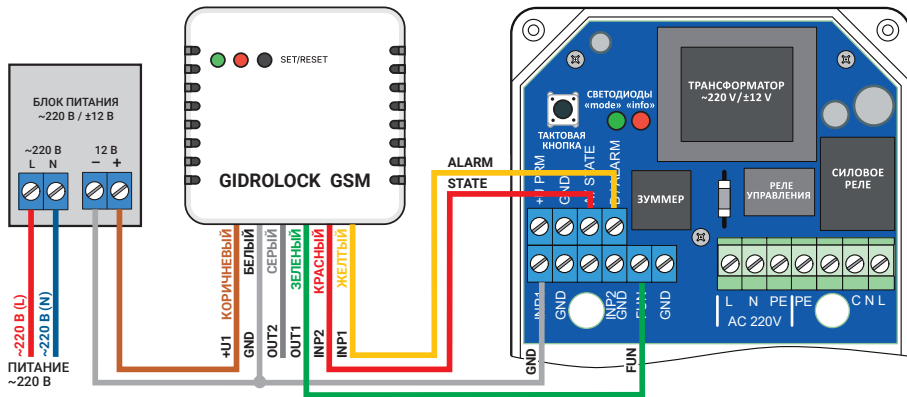 БЛОК ПИТАНИЯ
~220 В / ±12 В
~220 В
12 В
L
N
−
+
~220 В (L)
~220 В (N)
ПИТАНИЕ
~220 В
SET/RESET
GIDROLOCK GSM
КОРИЧНЕВЫЙ
БЕЛЫЙ
СЕРЫЙ
ЗЕЛЕНЫЙ
КРАСНЫЙ
ЖЕЛТЫЙ
+U1
GND
OUT2
OUT1
INP2
INP1
ALARM
STATE
GND
FUN
ТАКТОВАЯ
КНОПКА
СВЕТОДИОДЫ
«mode» «info»
ТРАНСФОРМАТОР
~220 V/±12 V
ЗУММЕР
РЕЛЕ
УПРАВЛЕНИЯ
СИЛОВОЕ
РЕЛЕ
GND
STATE
ALARM
INP1
GND
INP2
GND
FUN
L N PE PE C N L
AC 220V